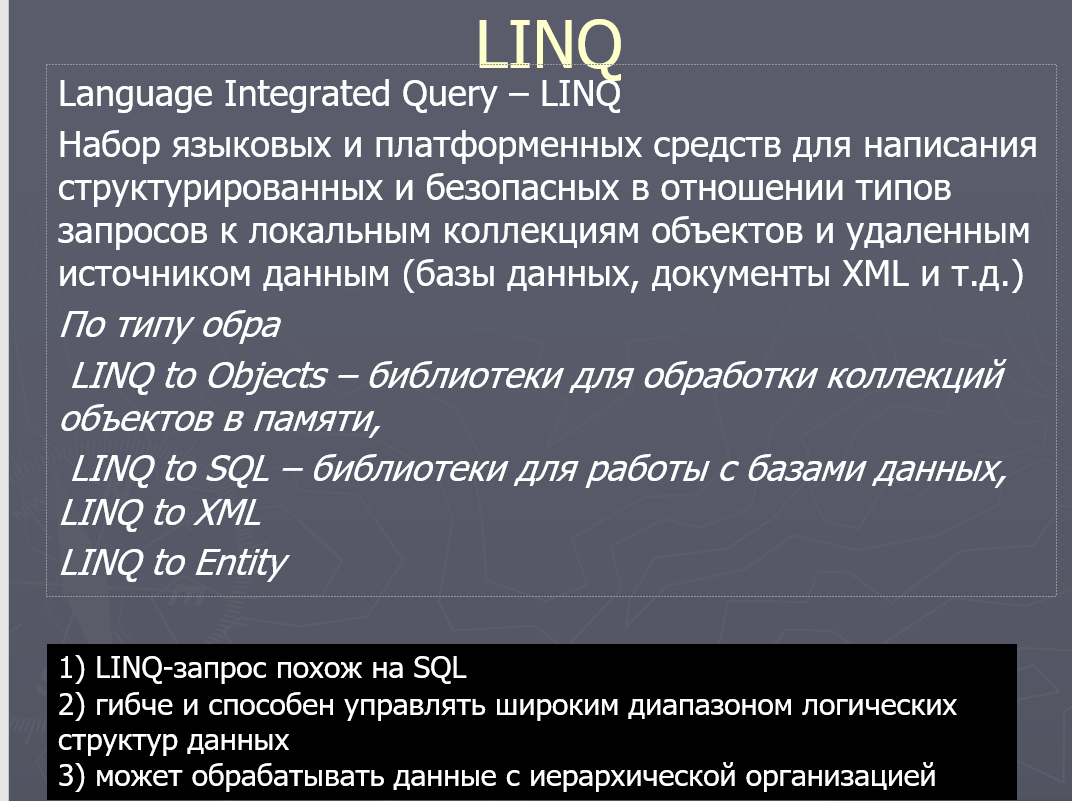 LINQ
Language Integrated Query – LINQ
Набор языковых и платформенных средств для написания
структурированных и безопасных в отношении типов
запросов к локальным коллекциям объектов и удаленным
источником данным (базы данных, документы XML и т.д.)
По типу обра
LINQ to Objects – библиотеки для обработки коллекций
объектов в памяти,
LINQ to SQL – библиотеки для работы с базами данных,
LINQ to XML
LINQ to Entity
1) LINQ-запрос похож на SQL
2) гибче и способен управлять широким диапазоном логических
структур данных
3) может обрабатывать данные с иерархической организацией